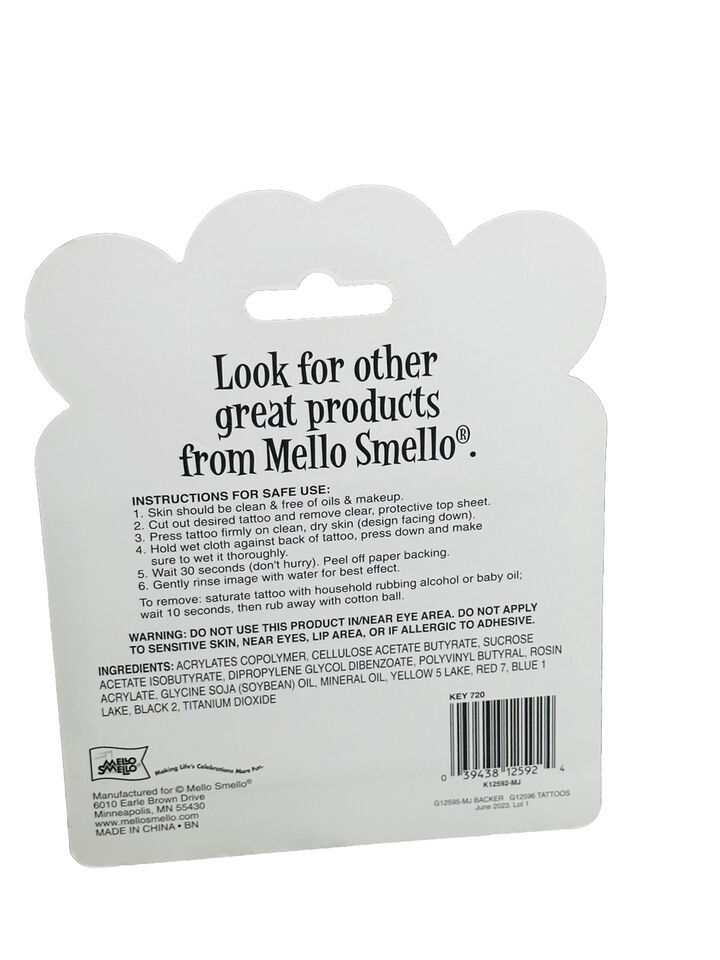 Look for other
great products
from Mello Smello®.
INSTRUCTIONS FOR SAFE USE:
1. Skin should be clean & free of oils & makeup.
2. Cut out desired tattoo and remove clear, protective top sheet.
3. Press tattoo firmly on clean, dry skin (design facing down).
4. Hold wet cloth against back of tattoo, press down and make
sure to wet it thoroughly.
5. Wait 30 seconds (don't hurry). Peel off paper backing.
6. Gently rinse image with water for best effect.
To remove: saturate tattoo with household rubbing alcohol or baby oil;
wait 10 seconds, then rub away with cotton ball.
WARNING: DO NOT USE THIS PRODUCT IN/NEAR EYE AREA. DO NOT APPLY
TO SENSITIVE SKIN, NEAR EYES, LIP AREA, OR IF ALLERGIC TO ADHESIVE.
INGREDIENTS: ACRYLATES COPOLYMER, CELLULOSE ACETATE BUTYRATE, SUCROSE
ACETATE ISOBUTYRATE, DIPROPYLENE GLYCOL DIBENZOATE, POLYVINYL BUTYRAL, ROSIN
ACRYLATE, GLYCINE SOJA (SOYBEAN) OIL, MINERAL OIL, YELLOW 5 LAKE, RED 7, BLUE 1
LAKE, BLACK 2, TITANIUM DIOXIDE
KEY 720
0 39438 12592 4
K12592-MJ
G12595-MJ BACKER G12596 TATTOOS
June 2023, Lot 1
MELLO
SMELLO
Making Life's Celebrations More Fun
Manufactured for © Mello Smello®
6010 Earle Brown Drive
Minneapolis, MN 55430
www.mellosmello.com
MADE IN CHINA • BN